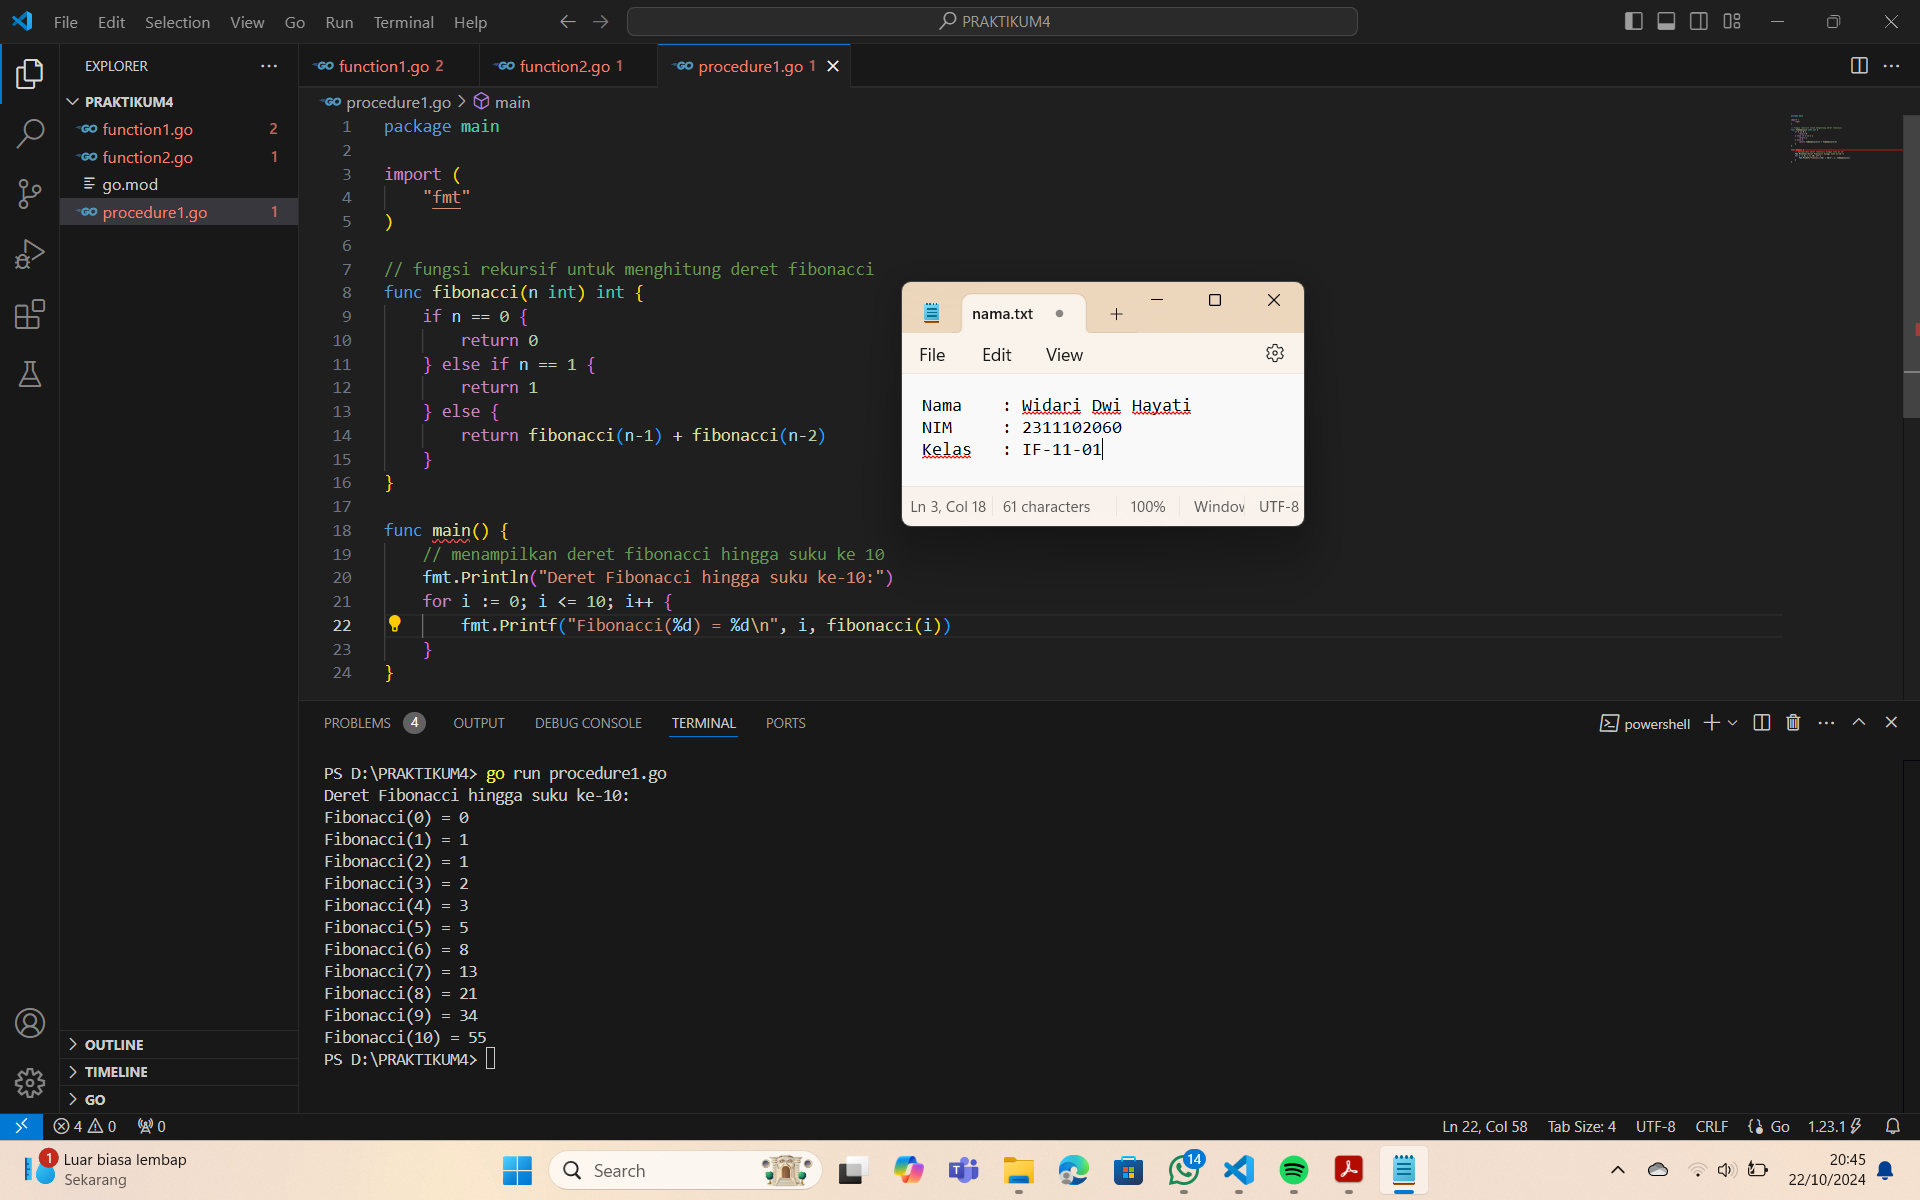 File Edit Selection View Go Run Terminal Help
PRAKTIKUM4
EXPLORER
PRAKTIKUM4
function1.go 2
function2.go 1
go.mod
procedure1.go 1
OUTLINE
TIMELINE
GO
function1.go 2 function2.go 1 procedure1.go 1
procedure1.go > main
1 package main
2
3 import (
4 "fmt"
5 )
6
7 // fungsi rekursif untuk menghitung deret fibonacci
8 func fibonacci(n int) int {
9 if n == 0 {
10 return 0
11 } else if n == 1 {
12 return 1
13 } else {
14 return fibonacci(n-1) + fibonacci(n-2)
15 }
16 }
17
18 func main() {
19 // menampilkan deret fibonacci hingga suku ke 10
20 fmt.Println("Deret Fibonacci hingga suku ke-10:")
21 for i := 0; i <= 10; i++ {
22 fmt.Printf("Fibonacci(%d) = %d\n", i, fibonacci(i))
23 }
24 }
nama.txt
File Edit View
Nama : Widari Dwi Hayati
NIM : 2311102060
Kelas : IF-11-01
Ln 3, Col 18 61 characters 100% Window UTF-8
PROBLEMS 4 OUTPUT DEBUG CONSOLE TERMINAL PORTS
powershell
PS D:\PRAKTIKUM4> go run procedure1.go
Deret Fibonacci hingga suku ke-10:
Fibonacci(0) = 0
Fibonacci(1) = 1
Fibonacci(2) = 1
Fibonacci(3) = 2
Fibonacci(4) = 3
Fibonacci(5) = 5
Fibonacci(6) = 8
Fibonacci(7) = 13
Fibonacci(8) = 21
Fibonacci(9) = 34
Fibonacci(10) = 55
PS D:\PRAKTIKUM4>
4 0 0 Ln 22, Col 58 Tab Size: 4 UTF-8 CRLF Go 1.23.1
1 Luar biasa lembap
Sekarang
Search
14
20:45
22/10/2024